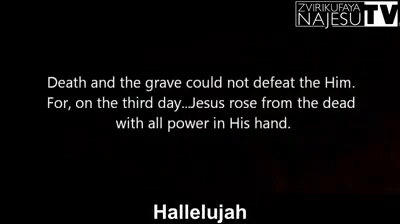 ZVIRIKUFAYA
NAJESU TV
Death and the grave could not defeat the Him.
For, on the third day...Jesus rose from the dead
with all power in His hand.
Hallelujah